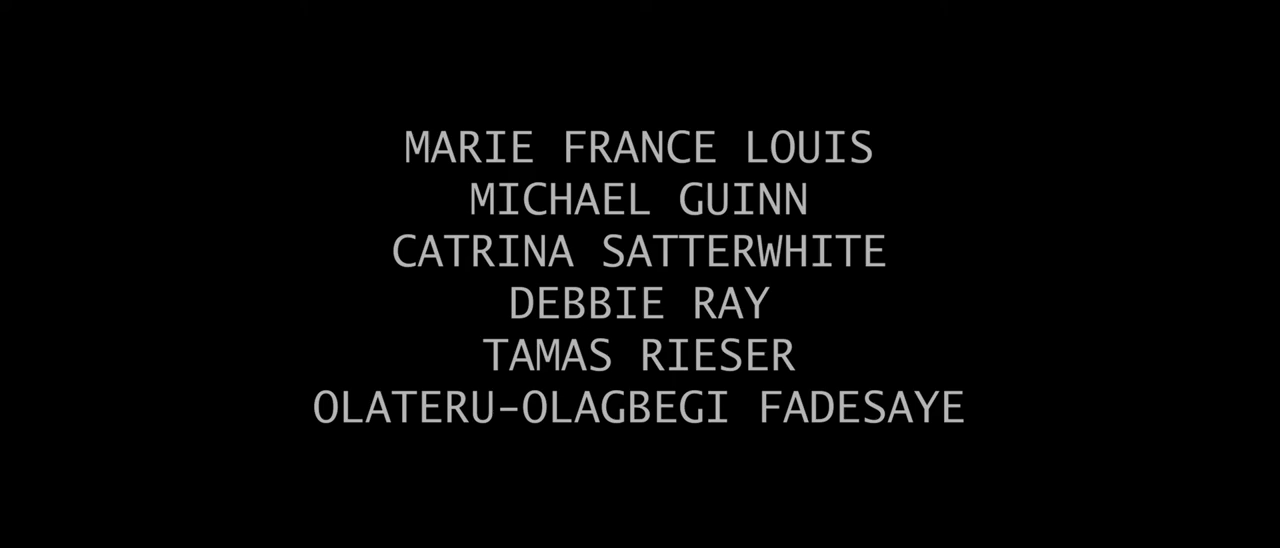 MARIE FRANCE LOUIS
MICHAEL GUINN
CATRINA SATTERWHITE
DEBBIE RAY
TAMAS RIESER
OLATERU-OLAGBEGI FADESAYE